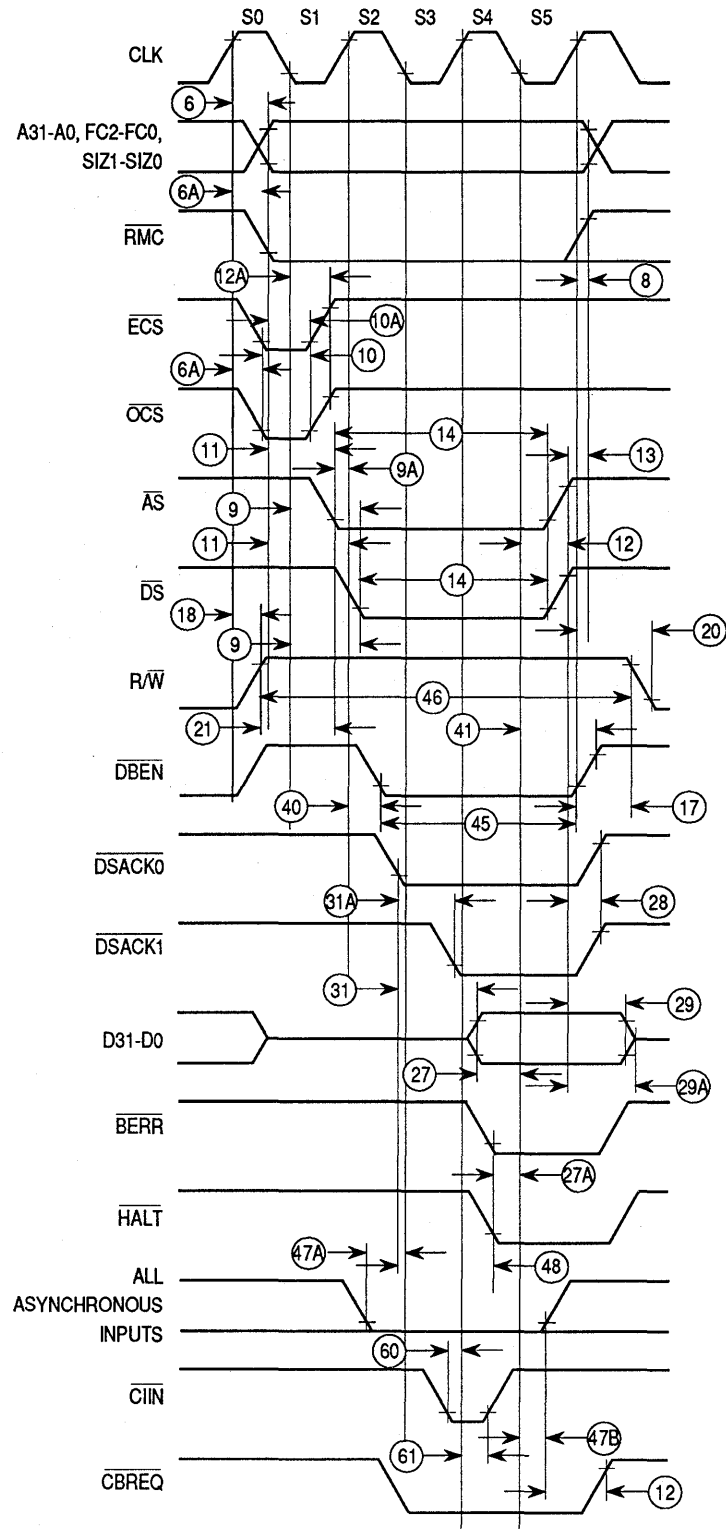 S0 S1 S2 S3 S4 S5
CLK
6
A31-A0, FC2-FC0,
SIZ1-SIZ0
6A
RMC
12A
8
ECS
10A
6A
10
OCS
11
14
13
9A
AS
9
11
12
DS
14
18
20
9
R/W
46
21
41
DBEN
40
45
17
DSACK0
31A
28
DSACK1
31
29
D31-D0
27
29A
BERR
27A
HALT
47A
48
ALL
ASYNCHRONOUS
INPUTS
60
CIIN
47B
61
CBREQ
12